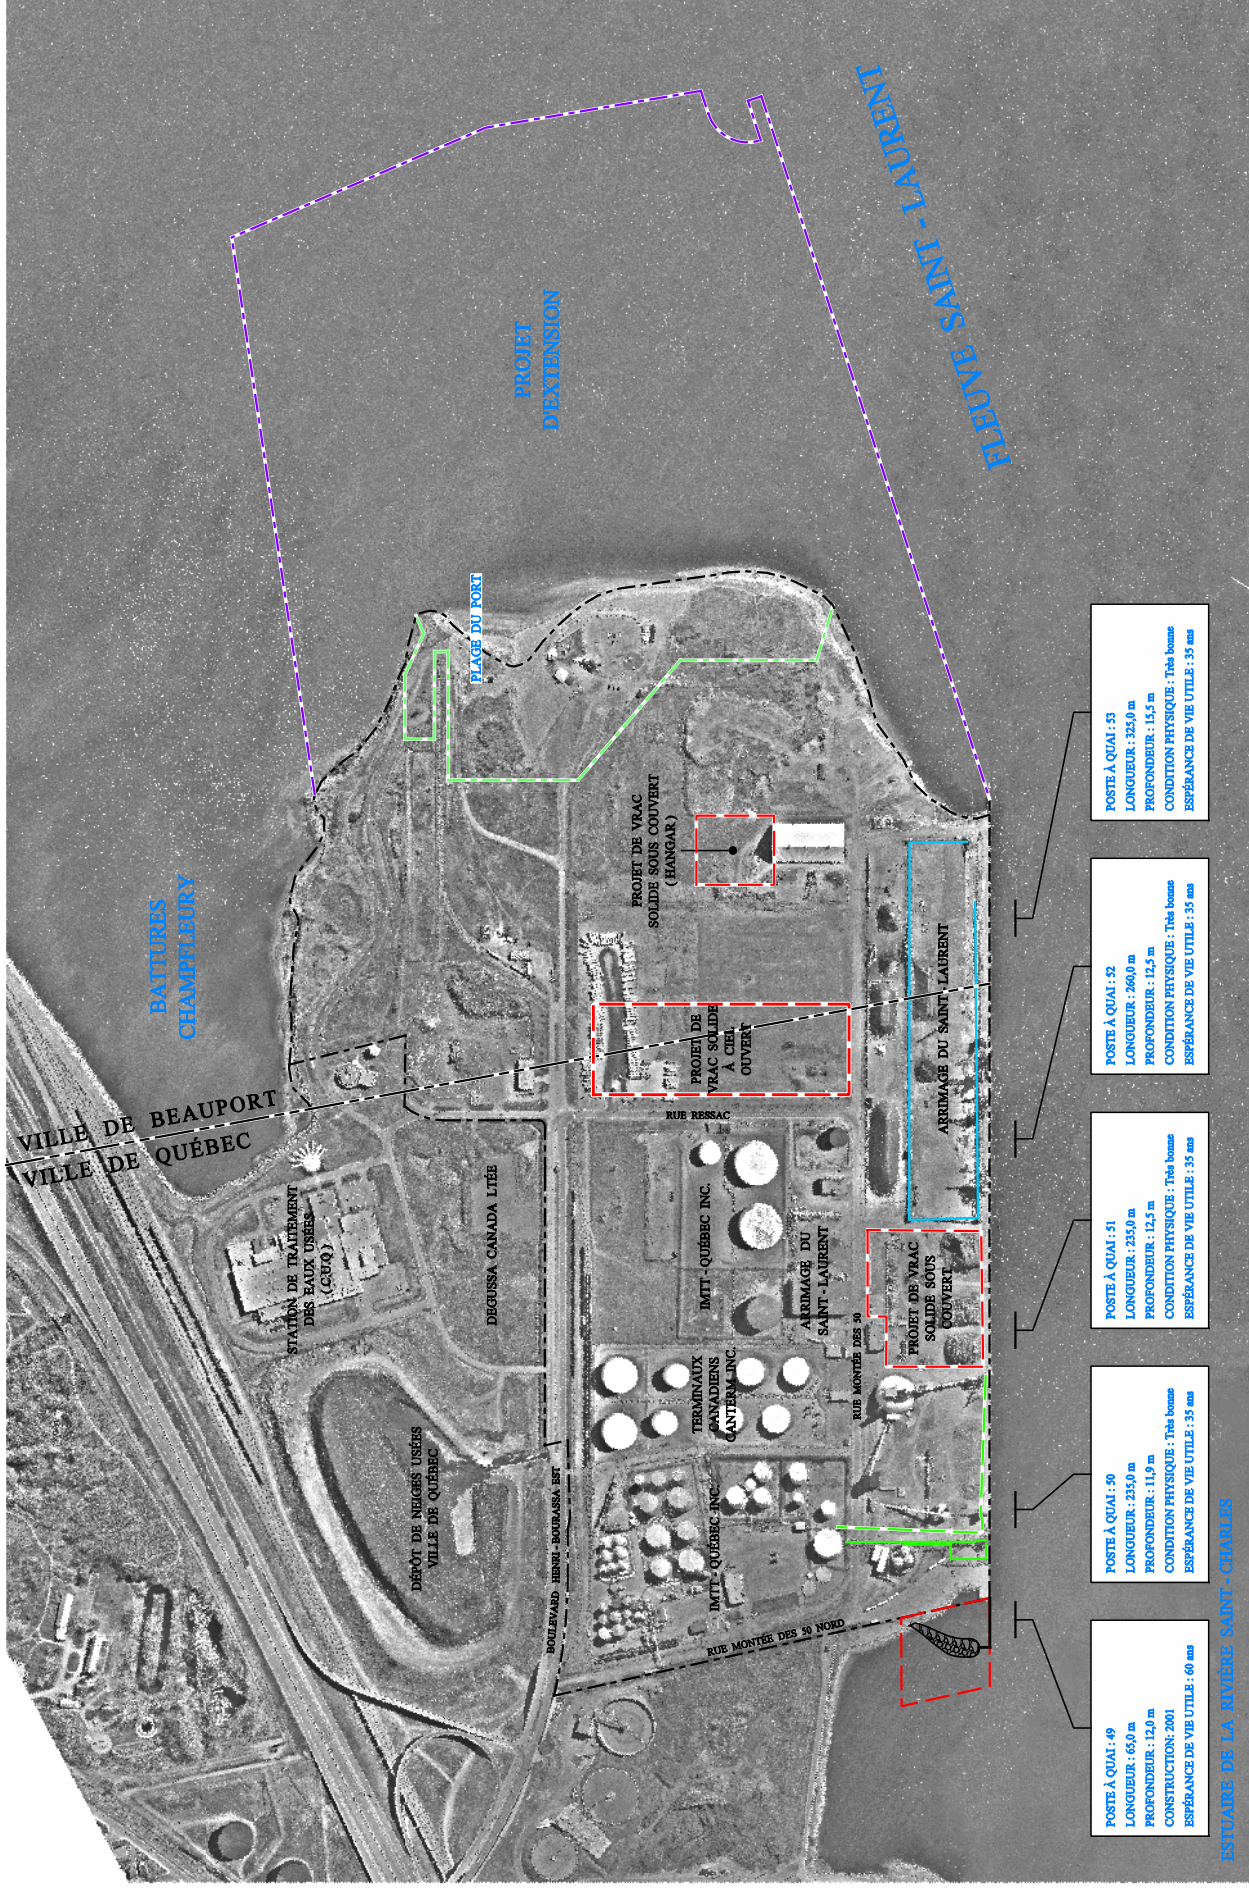 FLEUVE SAINT - LAURENT
PROJET
D'EXTENSION
PLAGE DU PORT
BATTURES
CHAMPFLEURY
VILLE DE BEAUPORT
VILLE DE QUÉBEC
STATION DE TRAITEMENT
DES EAUX USÉES
(C.U.Q)
DEGUSSA CANADA LTÉE
DÉPÔT DE NEIGES USÉES
VILLE DE QUÉBEC
BOULEVARD HENRI - BOURASSA EST
PROJET DE VRAC
SOLIDE SOUS COUVERT
( HANGAR )
PROJET DE
VRAC SOLIDE
À CIEL
OUVERT
RUE RESSAC
IMTT - QUÉBEC INC.
ARRIMAGE DU
SAINT - LAURENT
TERMINAUX
CANADIENS
CANTERM INC.
IMTT - QUÉBEC INC.
RUE MONTÉE DES 50 NORD
RUE MONTÉE DES 50
PROJET DE VRAC
SOLIDE SOUS
COUVERT
ARRIMAGE DU SAINT LAURENT
POSTE À QUAI : 49
LONGUEUR : 65,0 m
PROFONDEUR : 12,0 m
CONSTRUCTION: 2001
ESPÉRANCE DE VIE UTILE : 60 ans
POSTE À QUAI : 50
LONGUEUR : 235,0 m
PROFONDEUR : 11,9 m
CONDITION PHYSIQUE : Très bonne
ESPÉRANCE DE VIE UTILE : 35 ans
POSTE À QUAI : 51
LONGUEUR : 235,0 m
PROFONDEUR : 12,5 m
CONDITION PHYSIQUE : Très bonne
ESPÉRANCE DE VIE UTILE : 35 ans
POSTE À QUAI : 52
LONGUEUR : 260,0 m
PROFONDEUR : 12,5 m
CONDITION PHYSIQUE : Très bonne
ESPÉRANCE DE VIE UTILE : 35 ans
POSTE À QUAI : 53
LONGUEUR : 325,0 m
PROFONDEUR : 15,5 m
CONDITION PHYSIQUE : Très bonne
ESPÉRANCE DE VIE UTILE : 35 ans
ESTUAIRE DE LA RIVIÈRE SAINT - CHARLES